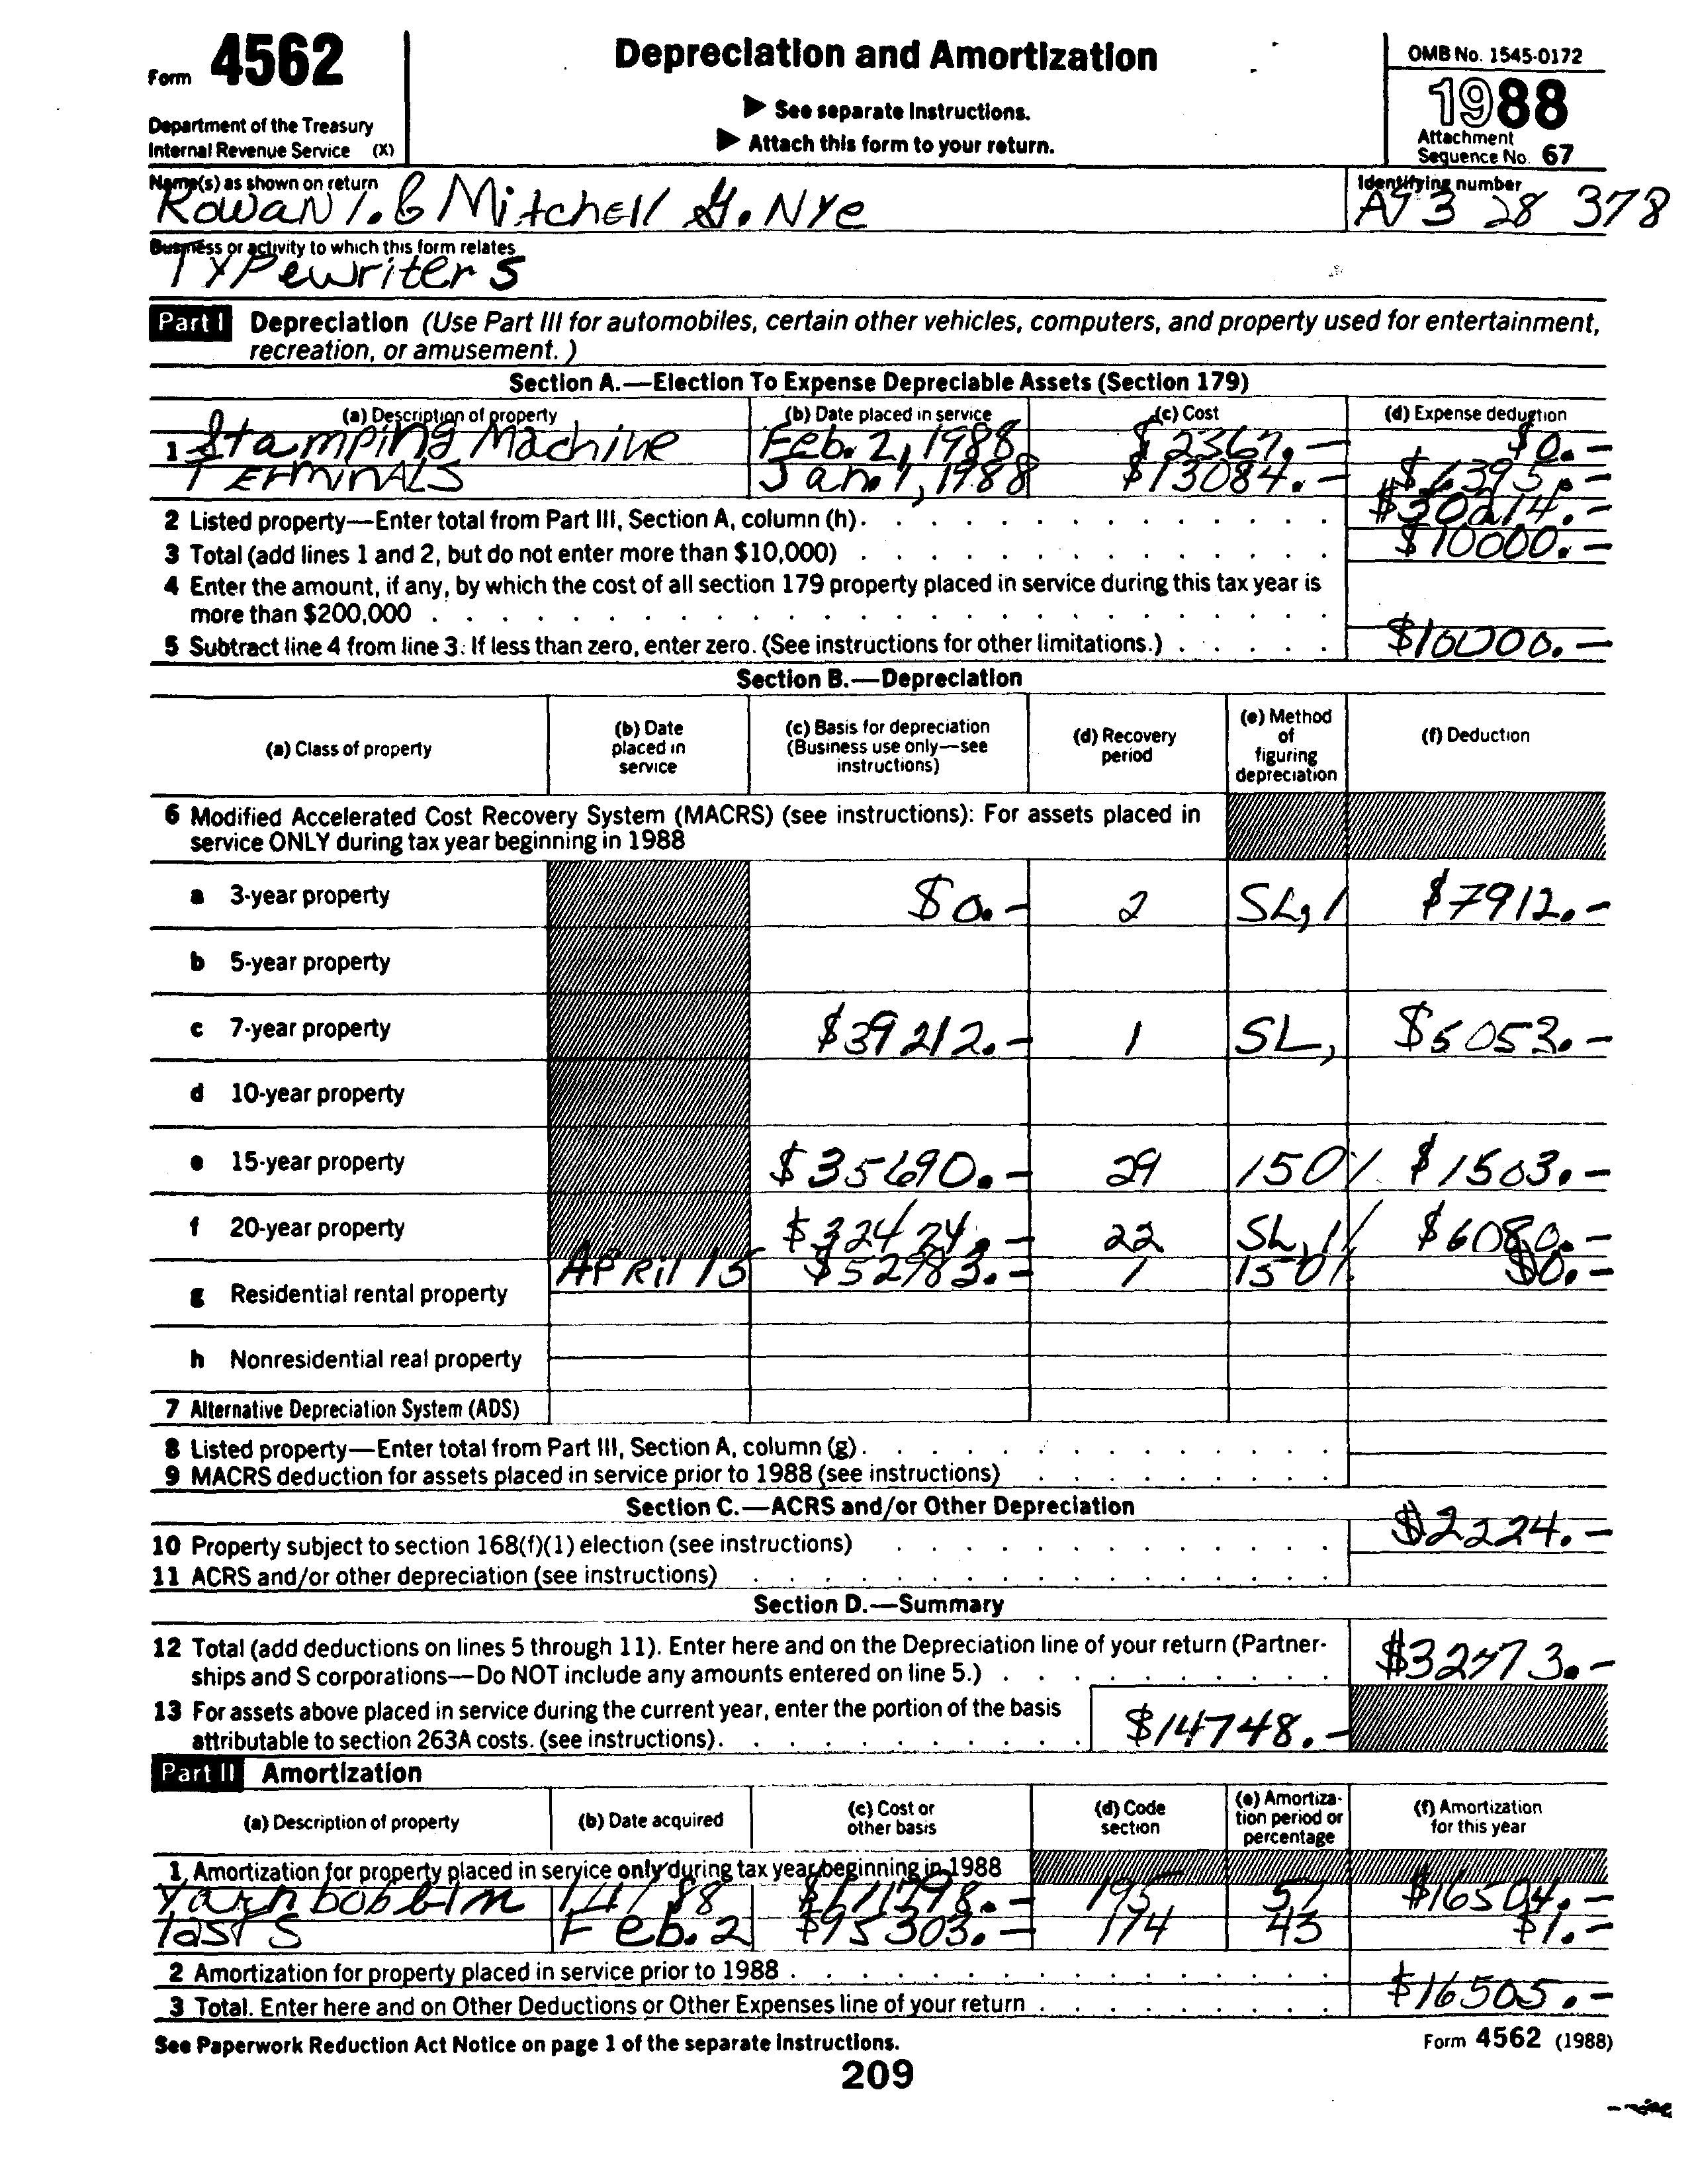 Form 4562
Depreciation and Amortization
OMB No. 1545-0172
1988
▶ See separate Instructions.
▶ Attach this form to your return.
Department of the Treasury
Internal Revenue Service (X)
Attachment
Sequence No. 67
Name(s) as shown on return
Identifying number
Mitchell G. Nye
3 28 378
Business or activity to which this form relates
Typewriters
Part I Depreciation (Use Part III for automobiles, certain other vehicles, computers, and property used for entertainment,
recreation, or amusement.)
Section A.—Election To Expense Depreciable Assets (Section 179)
(a) Description of property (b) Date placed in service (c) Cost (d) Expense deduction
1 Stamping Machine Feb. 2, 1988 $2367.- $0.-
TERMINALS Jan. 1, 1988 $13084.- $6395.-
2 Listed property—Enter total from Part III, Section A, column (h). $30214.-
3 Total (add lines 1 and 2, but do not enter more than $10,000) $10000.-
4 Enter the amount, if any, by which the cost of all section 179 property placed in service during this tax year is
more than $200,000
5 Subtract line 4 from line 3. If less than zero, enter zero. (See instructions for other limitations.) $10000.-
Section B.—Depreciation
(a) Class of property (b) Date placed in service (c) Basis for depreciation (Business use only—see instructions) (d) Recovery period (e) Method of figuring depreciation (f) Deduction
6 Modified Accelerated Cost Recovery System (MACRS) (see instructions): For assets placed in
service ONLY during tax year beginning in 1988
a 3-year property $0.- 2 SL, $7912.-
b 5-year property
c 7-year property $39212.- 1 SL, $5053.-
d 10-year property
e 15-year property $35690.- 29 150% $1503.-
f 20-year property $32424.- 22 SL, $6080.-
April 15 $52983.- 1 150% $0.-
g Residential rental property
h Nonresidential real property
7 Alternative Depreciation System (ADS)
8 Listed property—Enter total from Part III, Section A, column (g).
9 MACRS deduction for assets placed in service prior to 1988 (see instructions)
Section C.—ACRS and/or Other Depreciation
10 Property subject to section 168(f)(1) election (see instructions) $2224.-
11 ACRS and/or other depreciation (see instructions)
Section D.—Summary
12 Total (add deductions on lines 5 through 11). Enter here and on the Depreciation line of your return (Partner-
ships and S corporations—Do NOT include any amounts entered on line 5.) $32773.-
13 For assets above placed in service during the current year, enter the portion of the basis
attributable to section 263A costs. (see instructions). $14748.-
Part II Amortization
(a) Description of property (b) Date acquired (c) Cost or other basis (d) Code section (e) Amortiza-tion period or percentage (f) Amortization for this year
1 Amortization for property placed in service only during tax year beginning in 1988
Yarn bobbin 1/4/88 195 57 $16504.-
lasts Feb. 2 $95303.- 174 43 $1.-
2 Amortization for property placed in service prior to 1988
3 Total. Enter here and on Other Deductions or Other Expenses line of your return $16505.-
See Paperwork Reduction Act Notice on page 1 of the separate Instructions.
Form 4562 (1988)
209